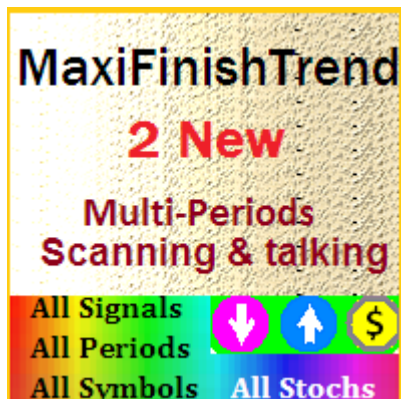 MaxiFinishTrend
2 New
Multi-Periods
Scanning & talking
All Signals
$
All Periods
All Symbols All Stochs